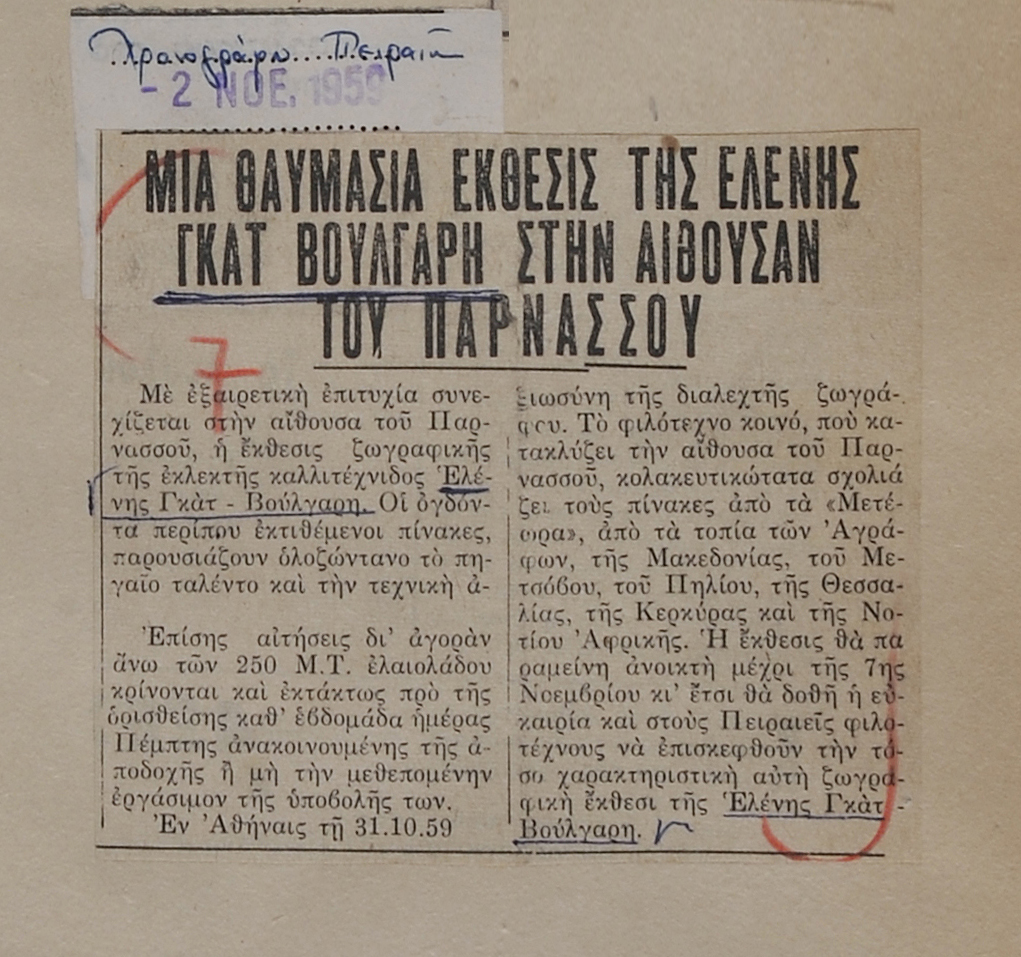 Χρονογράφο.... Πειραιῶ
- 2 ΝΟΕ. 1959
ΜΙΑ ΘΑΥΜΑΣΙΑ ΕΚΘΕΣΙΣ ΤΗΣ ΕΛΕΝΗΣ
ΓΚΑΤ ΒΟΥΛΓΑΡΗ ΣΤΗΝ ΑΙΘΟΥΣΑΝ
ΤΟΥ ΠΑΡΝΑΣΣΟΥ
7
Μὲ ἐξαιρετικὴ ἐπιτυχία συνε-
χίζεται στὴν αἴθουσα τοῦ Παρ-
νασσοῦ, ἡ ἔκθεσις ζωγραφικῆς
τῆς ἐκλεκτῆς καλλιτέχνιδος Ἑλέ-
νης Γκὰτ - Βούλγαρη. Οἱ ὀγδόν-
τα περίπου ἐκτιθέμενοι πίνακες,
παρουσιάζουν ὁλοζώντανο τὸ πη-
γαῖο ταλέντο καὶ τὴν τεχνικὴ ἀ-
Ἐπίσης αἰτήσεις δι' ἀγορὰν
ἄνω τῶν 250 Μ.Τ. ἐλαιολάδου
κρίνονται καὶ ἐκτάκτως πρὸ τῆς
ὁρισθείσης καθ' ἑβδομάδα ἡμέρας
Πέμπτης ἀνακοινουμένης τῆς ἀ-
ποδοχῆς ἢ μὴ τὴν μεθεπομένην
ἐργάσιμον τῆς ὑποβολῆς των.
Ἐν Ἀθήναις τῇ 31.10.59
ξιωσύνη τῆς διαλεχτῆς ζωγρά-
φου. Τὸ φιλότεχνο κοινό, ποὺ κα-
τακλύζει τὴν αἴθουσα τοῦ Παρ-
νασσοῦ, κολακευτικώτατα σχολιά
ζει τοὺς πίνακες ἀπὸ τὰ «Μετέ-
ωρα», ἀπὸ τὰ τοπία τῶν Ἀγρά-
φων, τῆς Μακεδονίας, τοῦ Με-
τσόβου, τοῦ Πηλίου, τῆς Θεσσα-
λίας, τῆς Κερκύρας καὶ τῆς Νο-
τίου Ἀφρικῆς. Ἡ ἔκθεσις θὰ πα
ραμείνη ἀνοικτὴ μέχρι τῆς 7ης
Νοεμβρίου κι' ἔτσι θὰ δοθῆ ἡ εὐ-
καιρία καὶ στοὺς Πειραιεῖς φιλο-
τέχνους νὰ ἐπισκεφθοῦν τὴν τό-
σο χαρακτηριστικὴ αὐτὴ ζωγρα-
φικὴ ἔκθεσι τῆς Ἑλένης Γκὰτ -
Βούλγαρη.